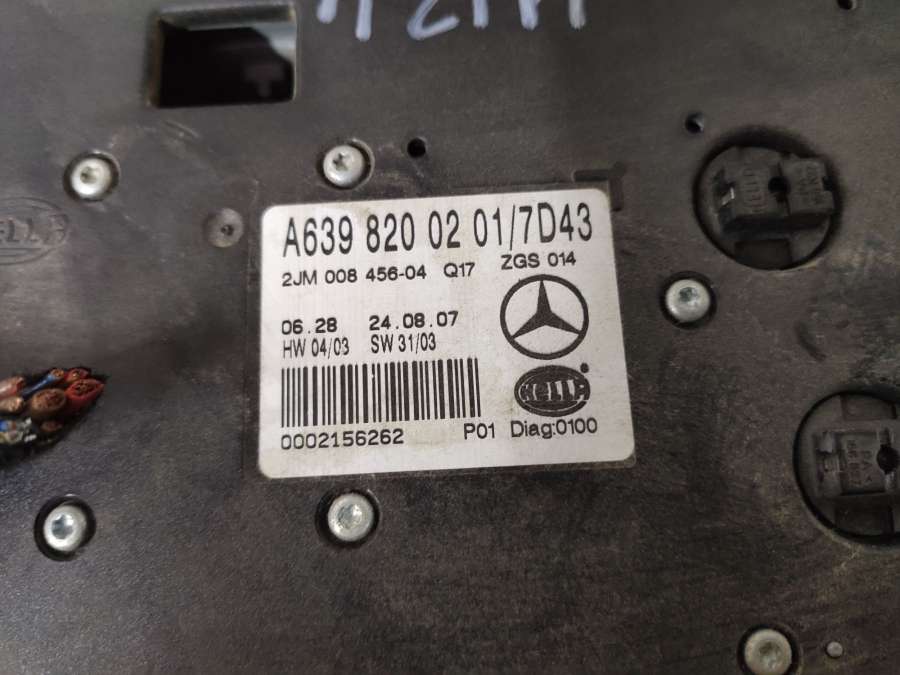 A639 820 02 01/7D43
2JM 008 456-04 Q17 ZGS 014
06.28 24.08.07
HW 04/03 SW 31/03
HELLA
0002156262 P01 Diag:0100
HELLA